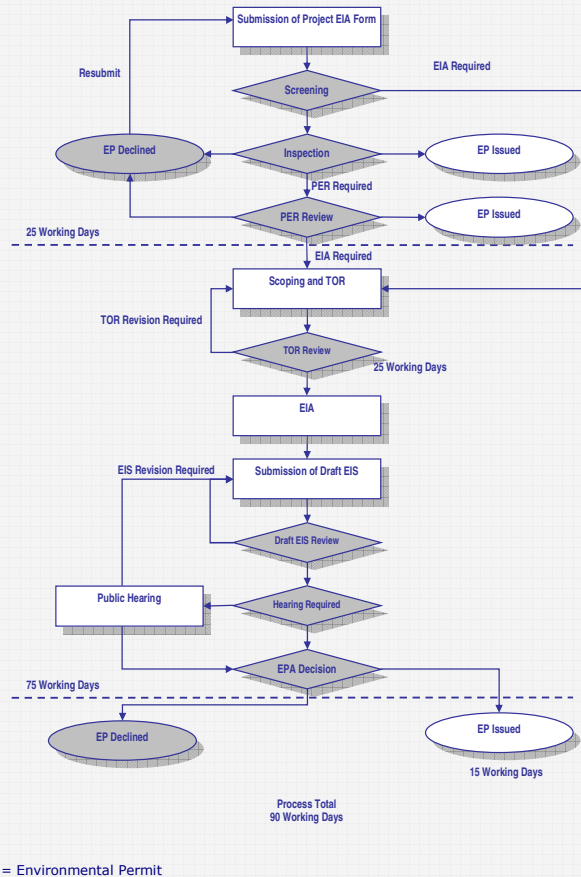 Submission of Project EIA Form
EIA Required
Resubmit
Screening
EP Declined
Inspection
EP Issued
PER Required
PER Review
EP Issued
25 Working Days
EIA Required
Scoping and TOR
TOR Revision Required
TOR Review
25 Working Days
EIA
EIS Revision Required
Submission of Draft EIS
Draft EIS Review
Public Hearing
Hearing Required
EPA Decision
75 Working Days
EP Declined
EP Issued
15 Working Days
Process Total
90 Working Days
= Environmental Permit